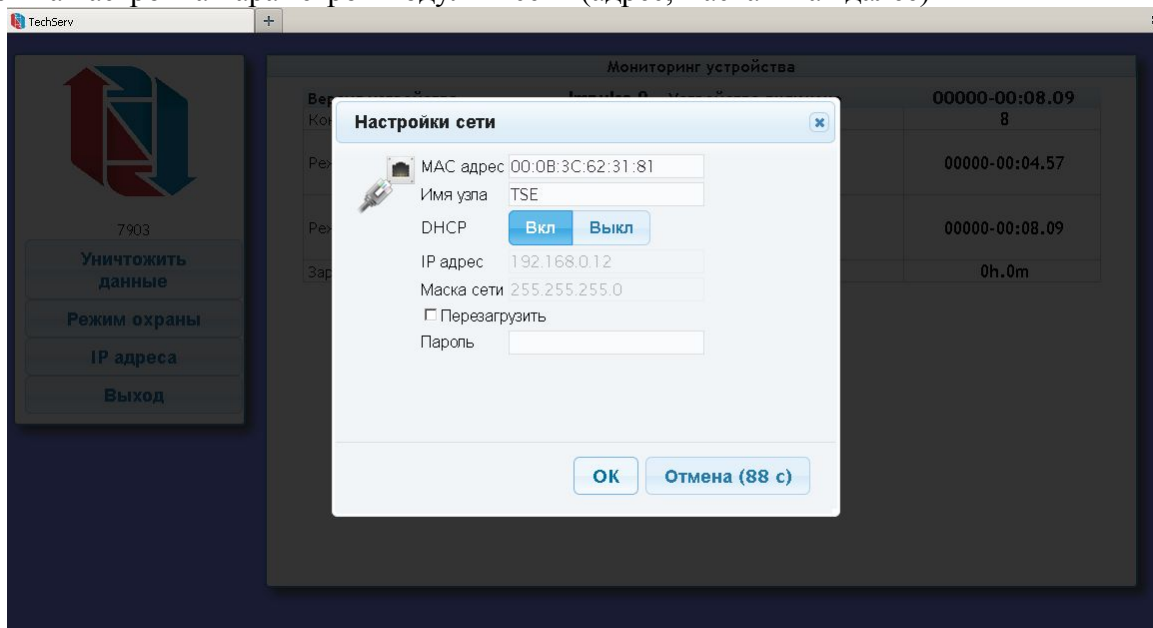 TechServ
Мониторинг устройства
00000-00:08.09
8
Настройки сети
MAC адрес 00:0B:3C:62:31:81
00000-00:04.57
Имя узла TSE
7903
DHCP Вкл Выкл
00000-00:08.09
Уничтожить
данные
IP адрес 192.168.0.12
0h.0m
Маска сети 255.255.255.0
Режим охраны
Перезагрузить
Пароль
IP адреса
Выход
ОК Отмена (88 с)